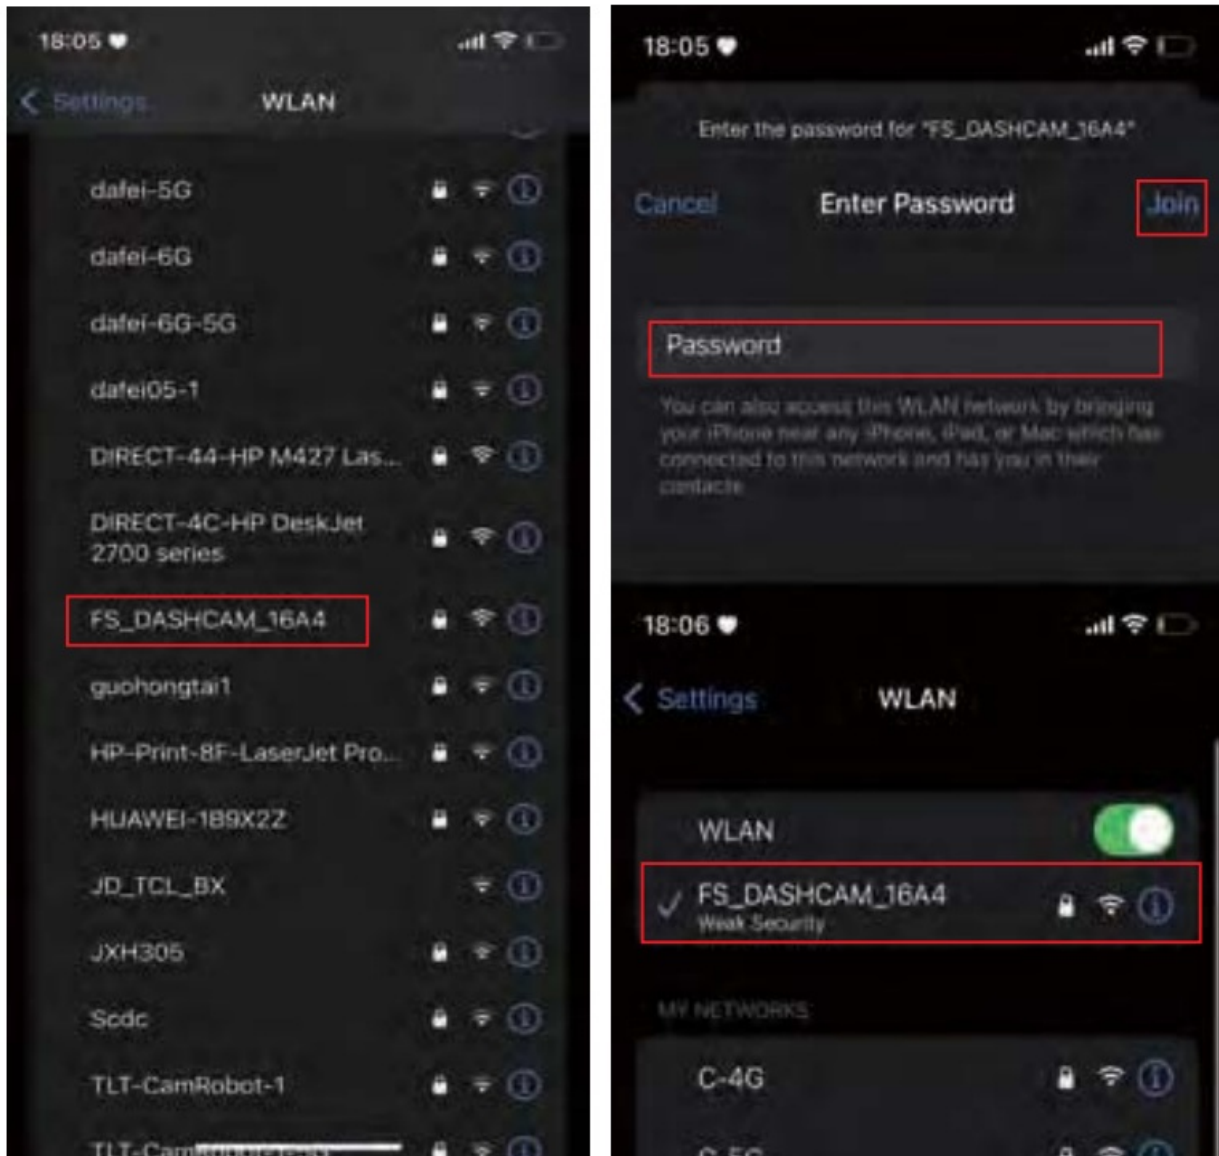 18:05
Settings
WLAN
dafei-5G
dafei-6G
dafei-6G-5G
dafei05-1
DIRECT-44-HP M427 Las...
DIRECT-4C-HP DeskJet
2700 series
FS_DASHCAM_16A4
guohongtai1
HP-Print-8F-LaserJet Pro...
HUAWEI-1B9X2Z
JD_TCL_BX
JXH305
Scdc
TLT-CamRobot-1
18:05
Enter the password for "FS_DASHCAM_16A4"
Cancel
Enter Password
Join
Password
You can also access this WLAN network by bringing
your iPhone near any iPhone, iPad, or Mac which has
connected to this network and has you in their
contacts
18:06
Settings
WLAN
WLAN
FS_DASHCAM_16A4
Weak Security
MY NETWORKS
C-4G
C-5G